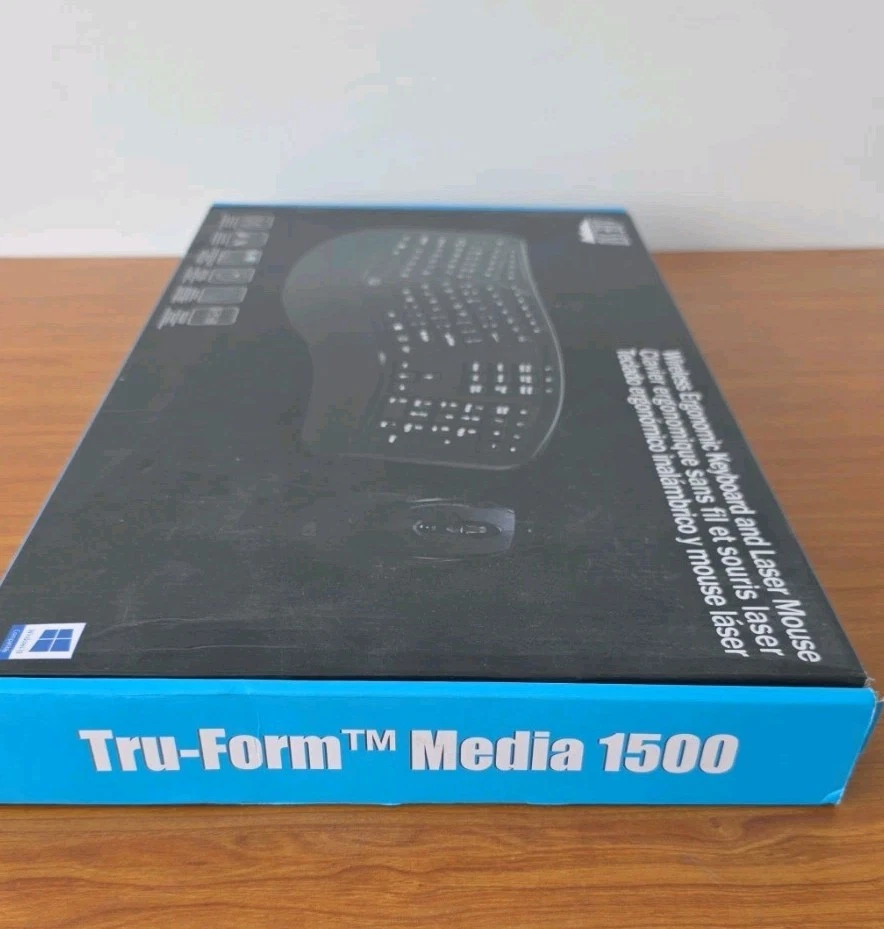 Wireless Ergonomic Keyboard and Laser Mouse
Clavier ergonomique sans fil et souris laser
Teclado ergonómico inalámbrico y mouse láser
Tru-Form™ Media 1500